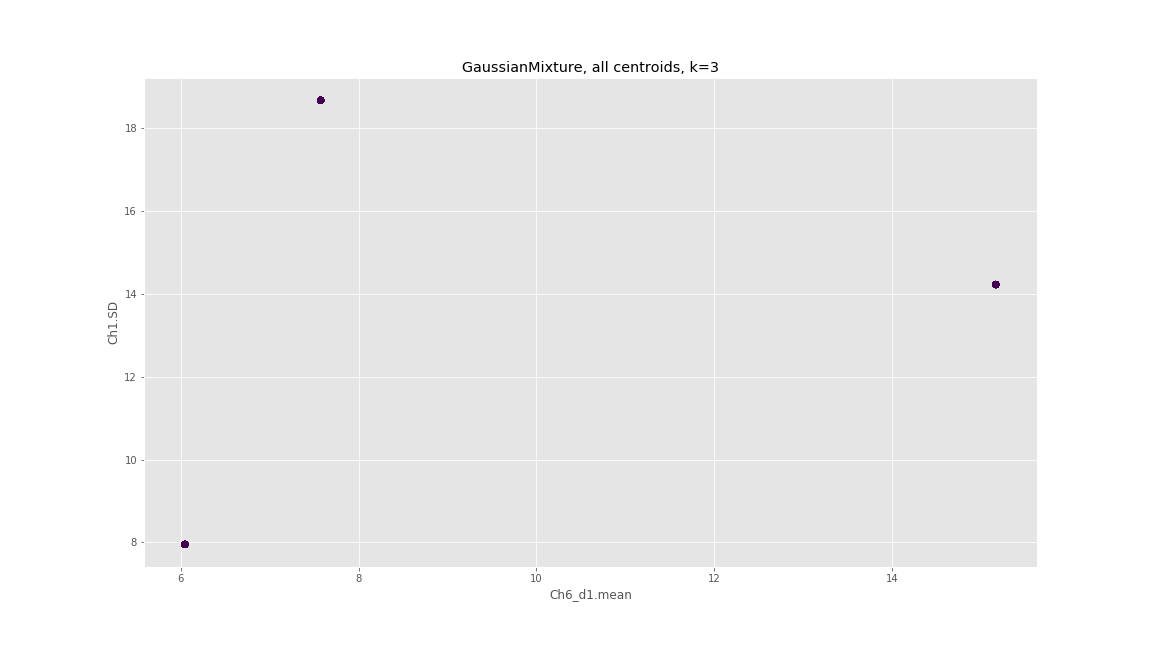 GaussianMixture, all centroids, k=3
18
16
14
12
10
8
Ch1.SD
6 8 10 12 14
Ch6_d1.mean